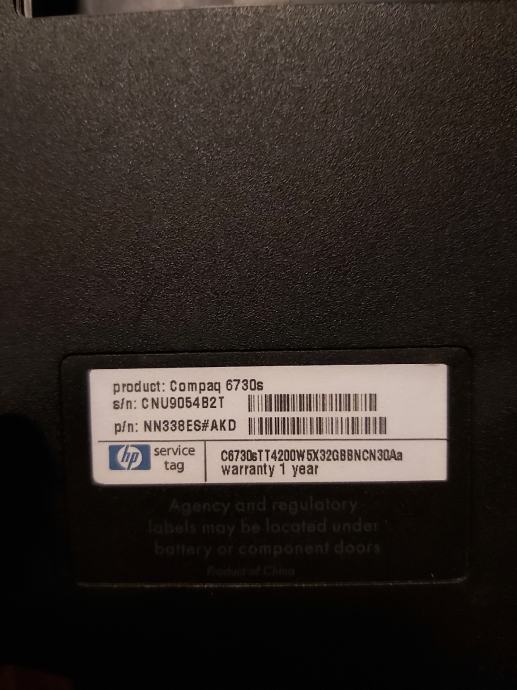 product: Compaq 6730s
s/n: CNU9054B2T
p/n: NN338ES#AKD
hp service tag
C6730sTT4200W5X32GBBNCN30Aa
warranty 1 year
Agency and regulatory
labels may be located under
battery or component doors
Product of China